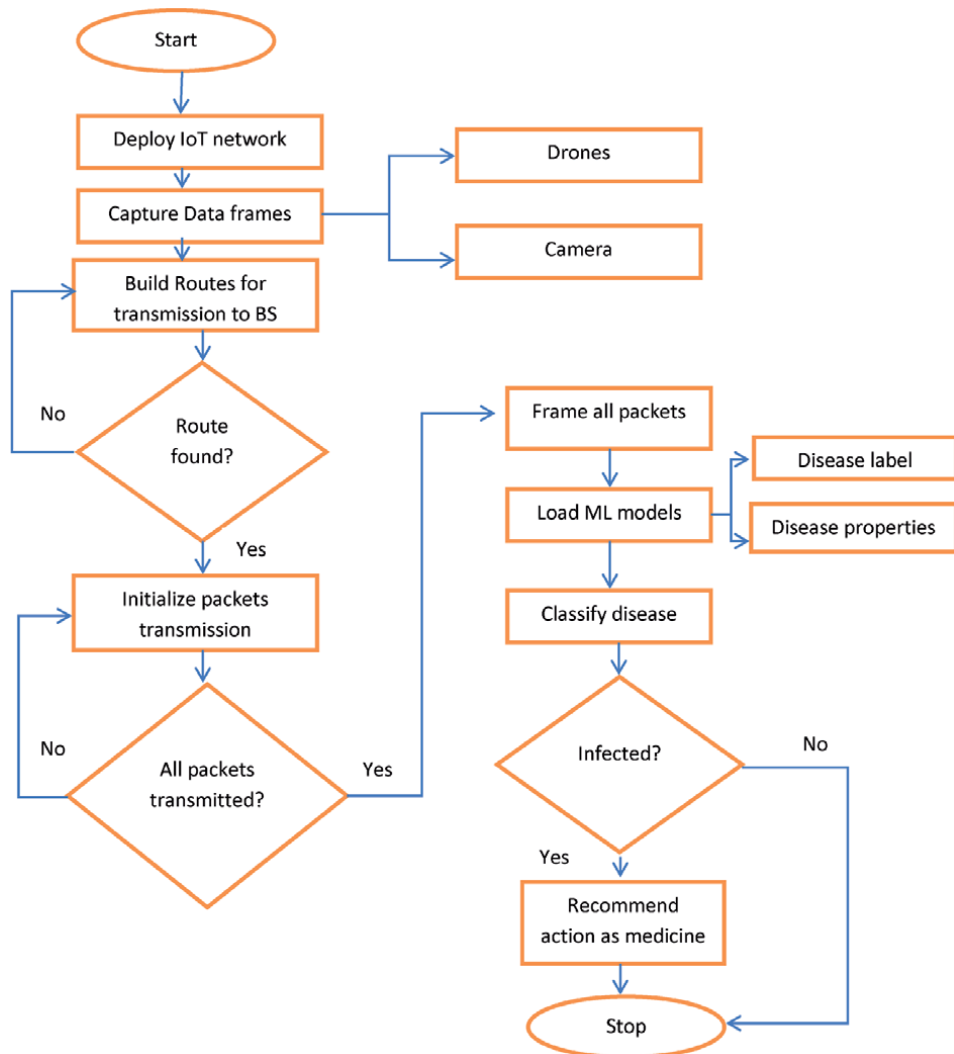 Start
Deploy IoT network
Drones
Capture Data frames
Camera
Build Routes for
transmission to BS
No
Route
found?
Yes
Initialize packets
transmission
No
All packets
transmitted?
Yes
Frame all packets
Disease label
Load ML models
Disease properties
Classify disease
Infected?
No
Yes
Recommend
action as medicine
Stop